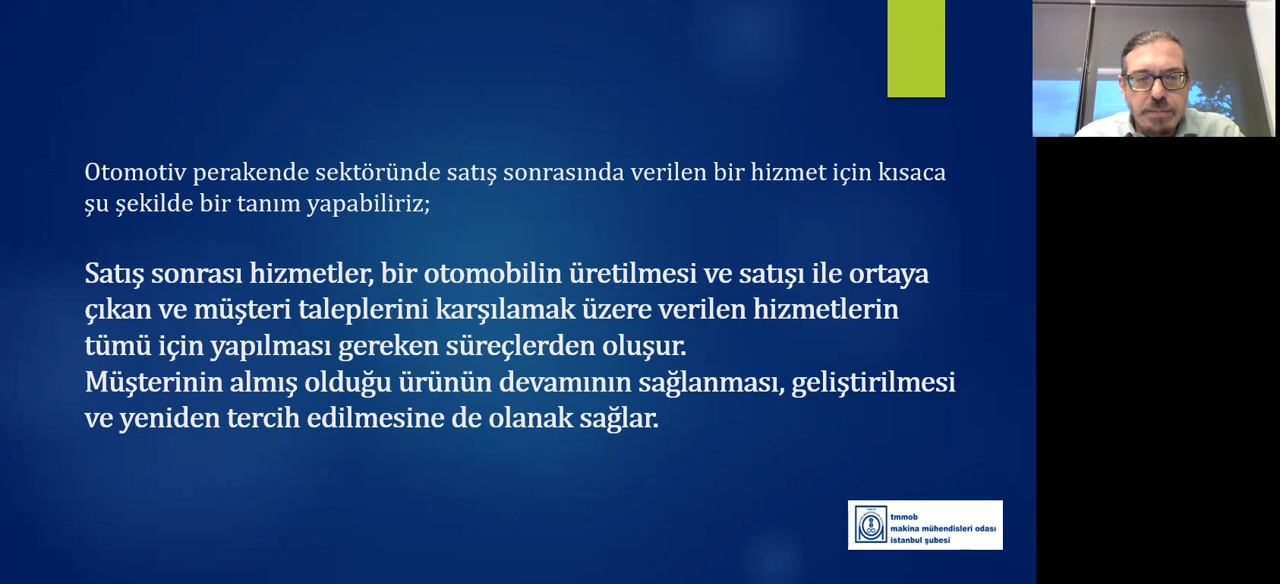 Otomotiv perakende sektöründe satış sonrasında verilen bir hizmet için kısaca
şu şekilde bir tanım yapabiliriz;
Satış sonrası hizmetler, bir otomobilin üretilmesi ve satışı ile ortaya
çıkan ve müşteri taleplerini karşılamak üzere verilen hizmetlerin
tümü için yapılması gereken süreçlerden oluşur.
Müşterinin almış olduğu ürünün devamının sağlanması, geliştirilmesi
ve yeniden tercih edilmesine de olanak sağlar.
tmmob
makina mühendisleri odası
istanbul şubesi